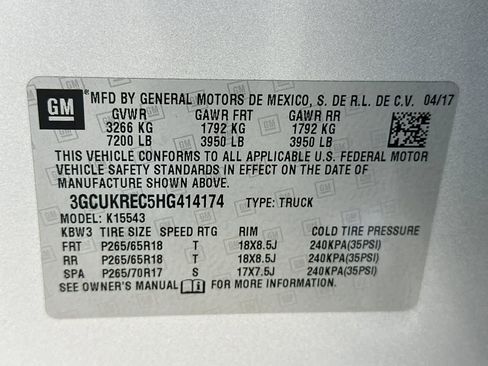 GM MFD BY GENERAL MOTORS DE MEXICO, S. DE R.L. DE C.V. 04/17
GVWR GAWR FRT GAWR RR
3266 KG 1792 KG 1792 KG
7200 LB 3950 LB 3950 LB
THIS VEHICLE CONFORMS TO ALL APPLICABLE U.S. FEDERAL MOTOR
VEHICLE SAFETY STANDARDS IN EFFECT ON THE DATE OF
MANUFACTURE SHOWN ABOVE.
3GCUKREC5HG414174 TYPE: TRUCK
MODEL: K15543
KBW3 TIRE SIZE SPEED RTG RIM COLD TIRE PRESSURE
FRT P265/65R18 T 18X8.5J 240KPA(35PSI)
RR P265/65R18 T 18X8.5J 240KPA(35PSI)
SPA P265/70R17 S 17X7.5J 240KPA(35PSI)
SEE OWNER'S MANUAL FOR MORE INFORMATION.